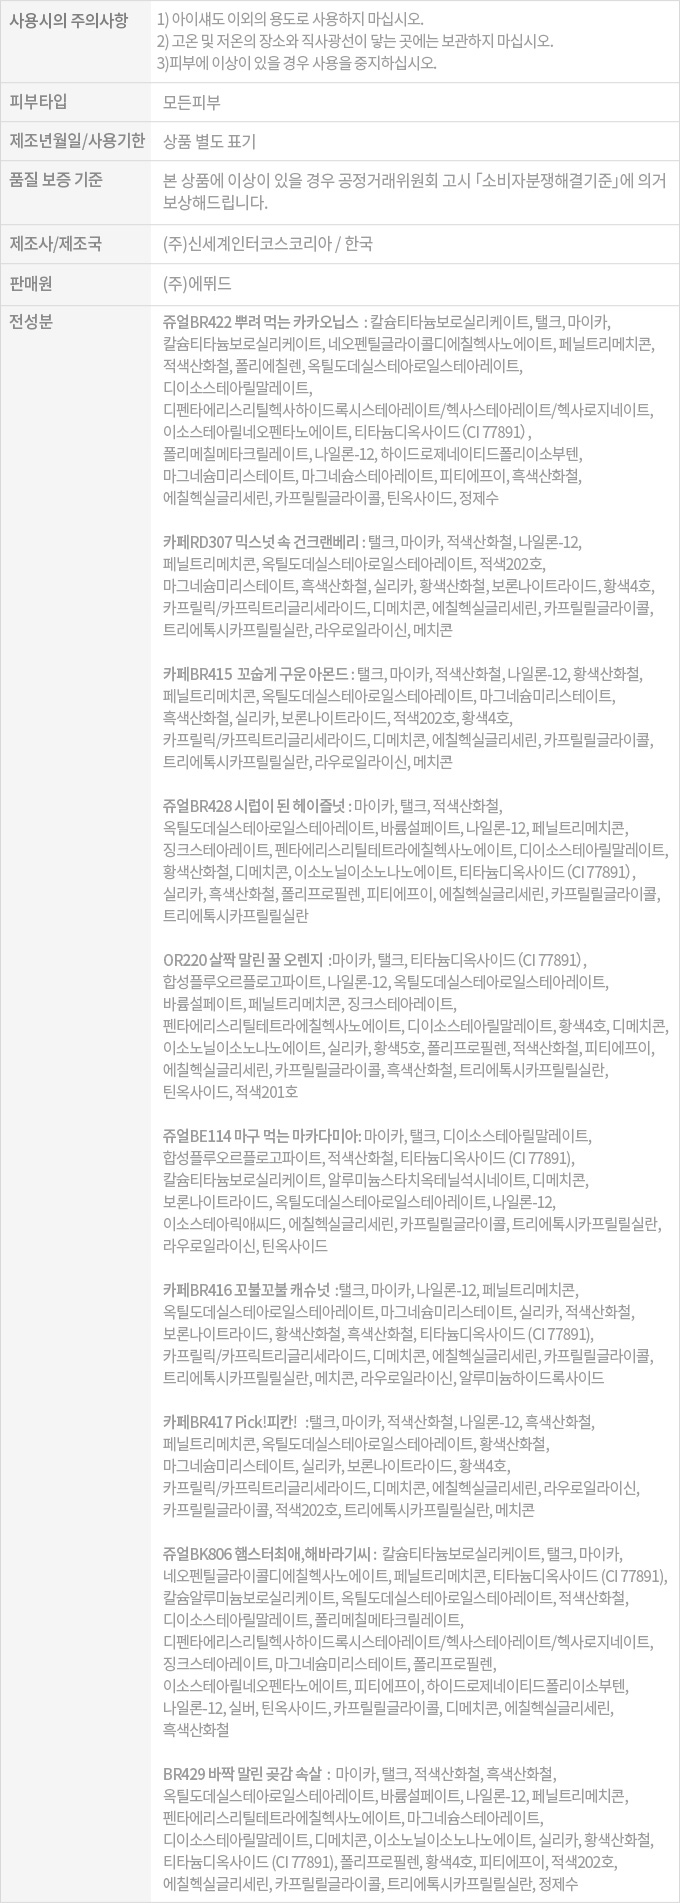 사용시의 주의사항
1) 아이섀도 이외의 용도로 사용하지 마십시오.
2) 고온 및 저온의 장소와 직사광선이 닿는 곳에는 보관하지 마십시오.
3)피부에 이상이 있을 경우 사용을 중지하십시오.
피부타입
모든피부
제조년월일/사용기한
상품 별도 표기
품질 보증 기준
본 상품에 이상이 있을 경우 공정거래위원회 고시 「소비자분쟁해결기준」에 의거
보상해드립니다.
제조사/제조국
(주)신세계인터코스코리아 / 한국
판매원
(주)에뛰드
전성분
쥬얼BR422 뿌려 먹는 카카오닙스 : 칼슘티타늄보로실리케이트, 탤크, 마이카,
칼슘티타늄보로실리케이트, 네오펜틸글라이콜디에칠헥사노에이트, 페닐트리메치콘,
적색산화철, 폴리에칠렌, 옥틸도데실스테아로일스테아레이트,
디이소스테아릴말레이트,
디펜타에리스리틸헥사하이드록시스테아레이트/헥사스테아레이트/헥사로지네이트,
이소스테아릴네오펜타노에이트, 티타늄디옥사이드 (CI 77891) ,
폴리메칠메타크릴레이트, 나일론-12, 하이드로제네이티드폴리이소부텐,
마그네슘미리스테이트, 마그네슘스테아레이트, 피티에프이, 흑색산화철,
에칠헥실글리세린, 카프릴릴글라이콜, 틴옥사이드, 정제수
카페RD307 믹스넛 속 건크랜베리 : 탤크, 마이카, 적색산화철, 나일론-12,
페닐트리메치콘, 옥틸도데실스테아로일스테아레이트, 적색202호,
마그네슘미리스테이트, 흑색산화철, 실리카, 황색산화철, 보론나이트라이드, 황색4호,
카프릴릭/카프릭트리글리세라이드, 디메치콘, 에칠헥실글리세린, 카프릴릴글라이콜,
트리에톡시카프릴릴실란, 라우로일라이신, 메치콘
카페BR415 꼬숩게 구운 아몬드 : 탤크, 마이카, 적색산화철, 나일론-12, 황색산화철,
페닐트리메치콘, 옥틸도데실스테아로일스테아레이트, 마그네슘미리스테이트,
흑색산화철, 실리카, 보론나이트라이드, 적색202호, 황색4호,
카프릴릭/카프릭트리글리세라이드, 디메치콘, 에칠헥실글리세린, 카프릴릴글라이콜,
트리에톡시카프릴릴실란, 라우로일라이신, 메치콘
쥬얼BR428 시럽이 된 헤이즐넛 : 마이카, 탤크, 적색산화철,
옥틸도데실스테아로일스테아레이트, 바륨설페이트, 나일론-12, 페닐트리메치콘,
징크스테아레이트, 펜타에리스리틸테트라에칠헥사노에이트, 디이소스테아릴말레이트,
황색산화철, 디메치콘, 이소노닐이소노나노에이트, 티타늄디옥사이드 (CI 77891) ,
실리카, 흑색산화철, 폴리프로필렌, 피티에프이, 에칠헥실글리세린, 카프릴릴글라이콜,
트리에톡시카프릴릴실란
OR220 살짝 말린 꿀 오렌지 :마이카, 탤크, 티타늄디옥사이드 (CI 77891) ,
합성플루오르플로고파이트, 나일론-12, 옥틸도데실스테아로일스테아레이트,
바륨설페이트, 페닐트리메치콘, 징크스테아레이트,
펜타에리스리틸테트라에칠헥사노에이트, 디이소스테아릴말레이트, 황색4호, 디메치콘,
이소노닐이소노나노에이트, 실리카, 황색5호, 폴리프로필렌, 적색산화철, 피티에프이,
에칠헥실글리세린, 카프릴릴글라이콜, 흑색산화철, 트리에톡시카프릴릴실란,
틴옥사이드, 적색201호
쥬얼BE114 마구 먹는 마카다미아: 마이카, 탤크, 디이소스테아릴말레이트,
합성플루오르플로고파이트, 적색산화철, 티타늄디옥사이드 (CI 77891),
칼슘티타늄보로실리케이트, 알루미늄스타치옥테닐석시네이트, 디메치콘,
보론나이트라이드, 옥틸도데실스테아로일스테아레이트, 나일론-12,
이소스테아릭애씨드, 에칠헥실글리세린, 카프릴릴글라이콜, 트리에톡시카프릴릴실란,
라우로일라이신, 틴옥사이드
카페BR416 꼬불꼬불 캐슈넛 :탤크, 마이카, 나일론-12, 페닐트리메치콘,
옥틸도데실스테아로일스테아레이트, 마그네슘미리스테이트, 실리카, 적색산화철,
보론나이트라이드, 황색산화철, 흑색산화철, 티타늄디옥사이드 (CI 77891),
카프릴릭/카프릭트리글리세라이드, 디메치콘, 에칠헥실글리세린, 카프릴릴글라이콜,
트리에톡시카프릴릴실란, 메치콘, 라우로일라이신, 알루미늄하이드록사이드
카페BR417 Pick!피칸! :탤크, 마이카, 적색산화철, 나일론-12, 흑색산화철,
페닐트리메치콘, 옥틸도데실스테아로일스테아레이트, 황색산화철,
마그네슘미리스테이트, 실리카, 보론나이트라이드, 황색4호,
카프릴릭/카프릭트리글리세라이드, 디메치콘, 에칠헥실글리세린, 라우로일라이신,
카프릴릴글라이콜, 적색202호, 트리에톡시카프릴릴실란, 메치콘
쥬얼BK806 햄스터최애,해바라기씨 : 칼슘티타늄보로실리케이트, 탤크, 마이카,
네오펜틸글라이콜디에칠헥사노에이트, 페닐트리메치콘, 티타늄디옥사이드 (CI 77891),
칼슘알루미늄보로실리케이트, 옥틸도데실스테아로일스테아레이트, 적색산화철,
디이소스테아릴말레이트, 폴리메칠메타크릴레이트,
디펜타에리스리틸헥사하이드록시스테아레이트/헥사스테아레이트/헥사로지네이트,
징크스테아레이트, 마그네슘미리스테이트, 폴리프로필렌,
이소스테아릴네오펜타노에이트, 피티에프이, 하이드로제네이티드폴리이소부텐,
나일론-12, 실버, 틴옥사이드, 카프릴릴글라이콜, 디메치콘, 에칠헥실글리세린,
흑색산화철
BR429 바짝 말린 곶감 속살 : 마이카, 탤크, 적색산화철, 흑색산화철,
옥틸도데실스테아로일스테아레이트, 바륨설페이트, 나일론-12, 페닐트리메치콘,
펜타에리스리틸테트라에칠헥사노에이트, 마그네슘스테아레이트,
디이소스테아릴말레이트, 디메치콘, 이소노닐이소노나노에이트, 실리카, 황색산화철,
티타늄디옥사이드 (CI 77891), 폴리프로필렌, 황색4호, 피티에프이, 적색202호,
에칠헥실글리세린, 카프릴릴글라이콜, 트리에톡시카프릴릴실란, 정제수